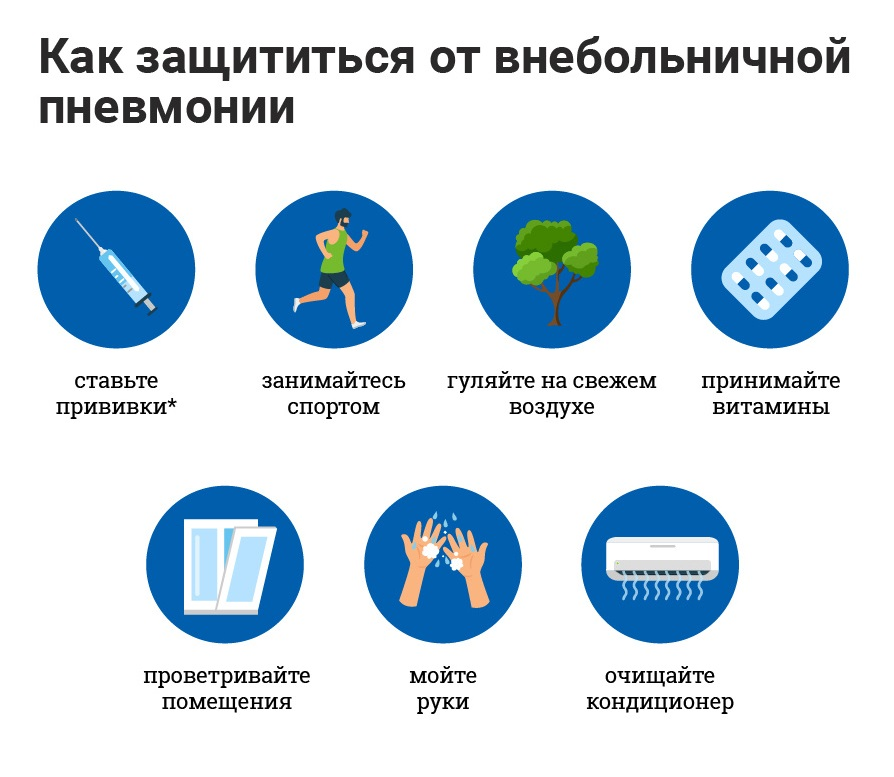 Как защититься от внебольничной
пневмонии
ставьте
прививки*
занимайтесь
спортом
гуляйте на свежем
воздухе
принимайте
витамины
проветривайте
помещения
мойте
руки
очищайте
кондиционер